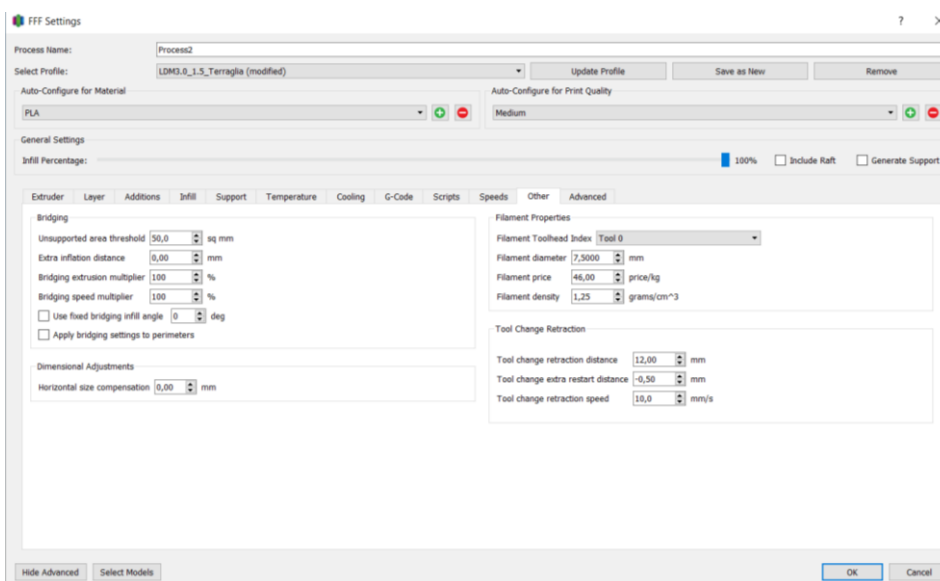 FFF Settings ?
Process Name: Process2
Select Profile: LDM3.0_1.5_Terraglia (modified) Update Profile Save as New Remove
Auto-Configure for Material Auto-Configure for Print Quality
PLA Medium
General Settings
Infill Percentage: 100% Include Raft Generate Support
Extruder Layer Additions Infill Support Temperature Cooling G-Code Scripts Speeds Other Advanced
Bridging
Unsupported area threshold 50,0 sq mm
Extra inflation distance 0,00 mm
Bridging extrusion multiplier 100 %
Bridging speed multiplier 100 %
Use fixed bridging infill angle 0 deg
Apply bridging settings to perimeters
Dimensional Adjustments
Horizontal size compensation 0,00 mm
Filament Properties
Filament Toolhead Index Tool 0
Filament diameter 7,5000 mm
Filament price 46,00 price/kg
Filament density 1,25 grams/cm^3
Tool Change Retraction
Tool change retraction distance 12,00 mm
Tool change extra restart distance -0,50 mm
Tool change retraction speed 10,0 mm/s
Hide Advanced Select Models OK Cancel